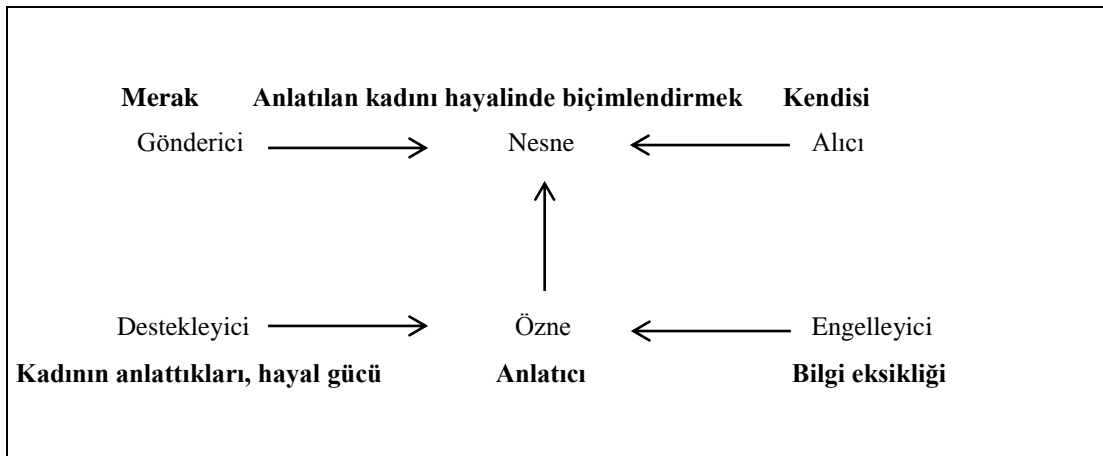 Merak Anlatılan kadını hayalinde biçimlendirmek Kendisi
Gönderici Nesne Alıcı
Destekleyici Özne Engelleyici
Kadının anlattıkları, hayal gücü Anlatıcı Bilgi eksikliği